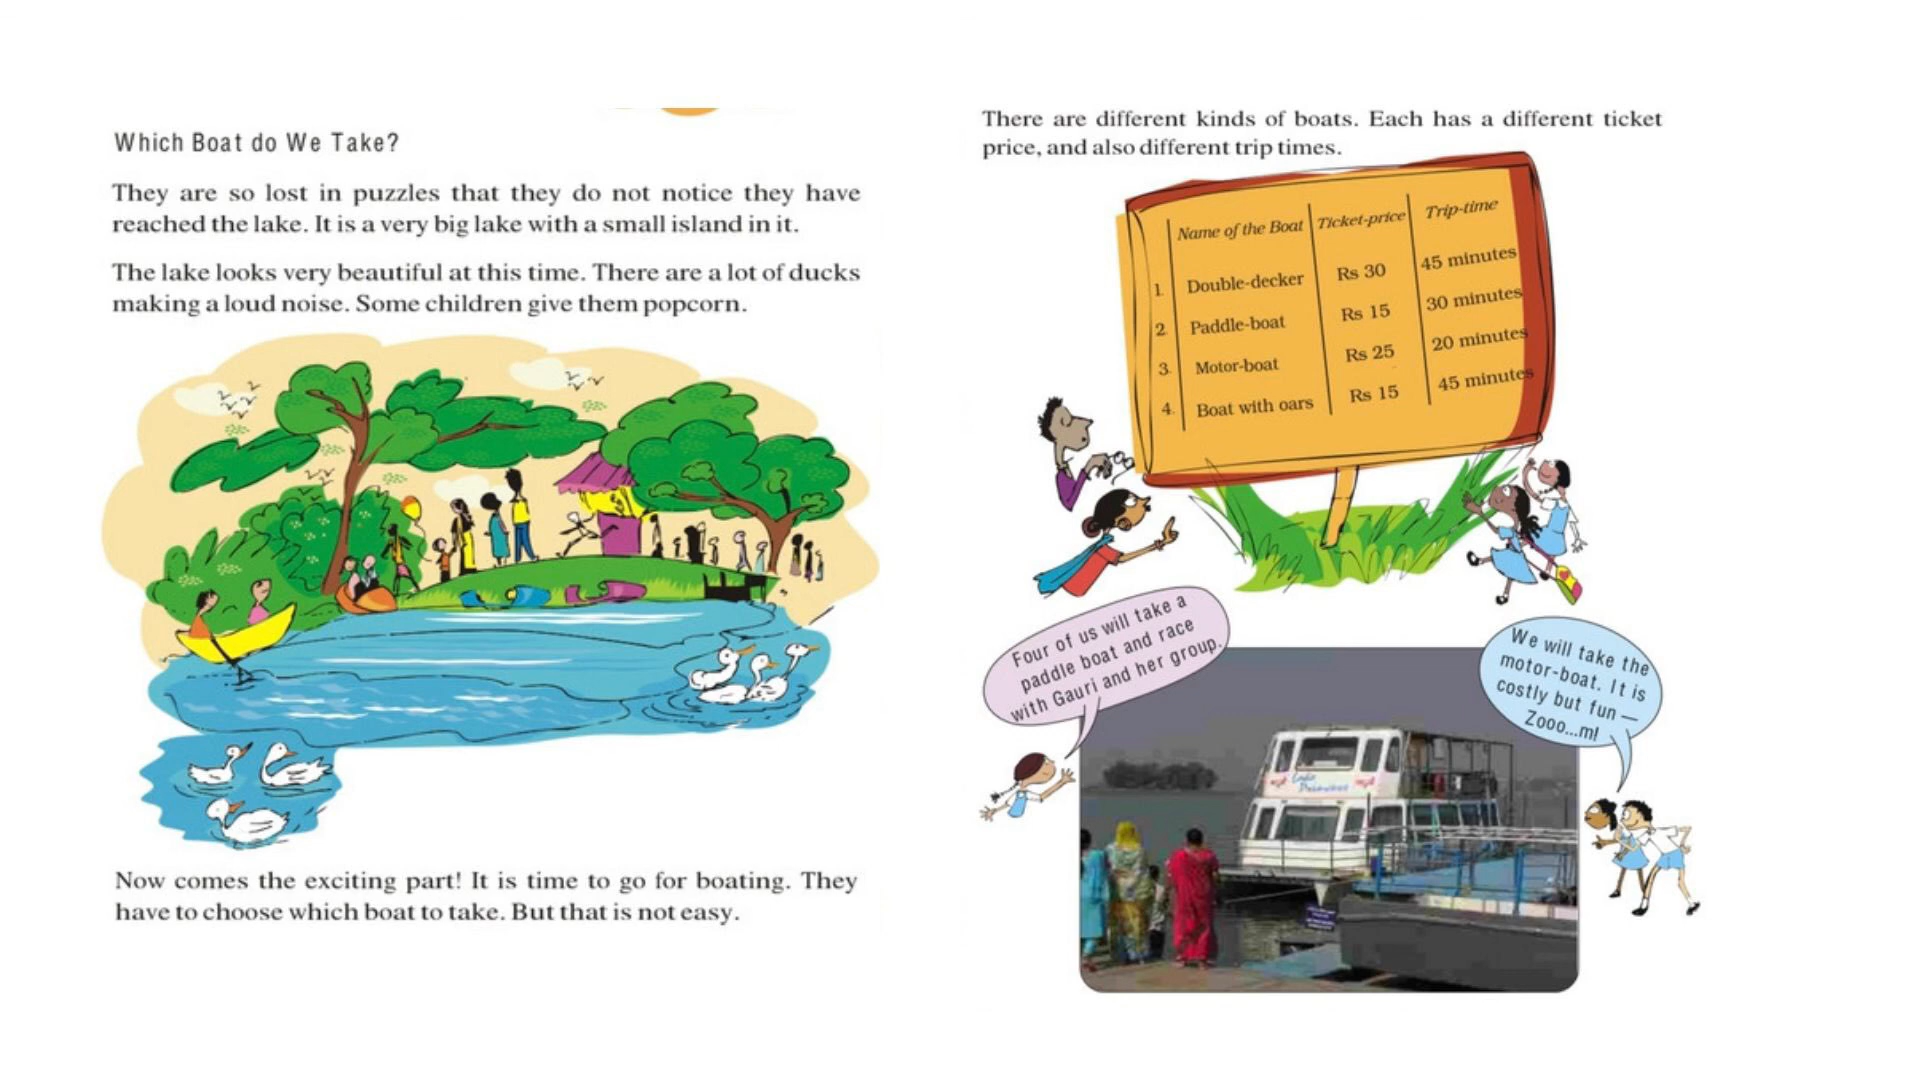 Which Boat do We Take?
They are so lost in puzzles that they do not notice they have
reached the lake. It is a very big lake with a small island in it.
The lake looks very beautiful at this time. There are a lot of ducks
making a loud noise. Some children give them popcorn.
Now comes the exciting part! It is time to go for boating. They
have to choose which boat to take. But that is not easy.
There are different kinds of boats. Each has a different ticket
price, and also different trip times.
Name of the Boat Ticket-price Trip-time
1. Double-decker Rs 30 45 minutes
2. Paddle-boat Rs 15 30 minutes
3. Motor-boat Rs 25 20 minutes
4. Boat with oars Rs 15 45 minutes
Four of us will take a
paddle boat and race
with Gauri and her group.
We will take the
motor-boat. It is
costly but fun —
Zooo...m!